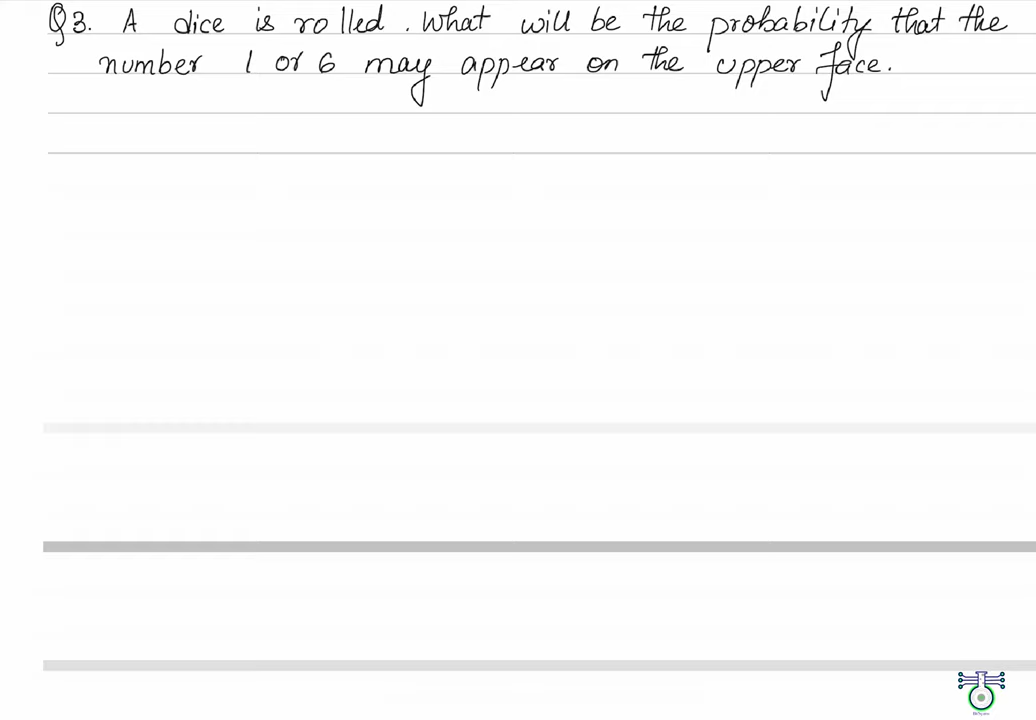 Q3. A dice is rolled. What will be the probability that the
number 1 or 6 may appear on the upper face.